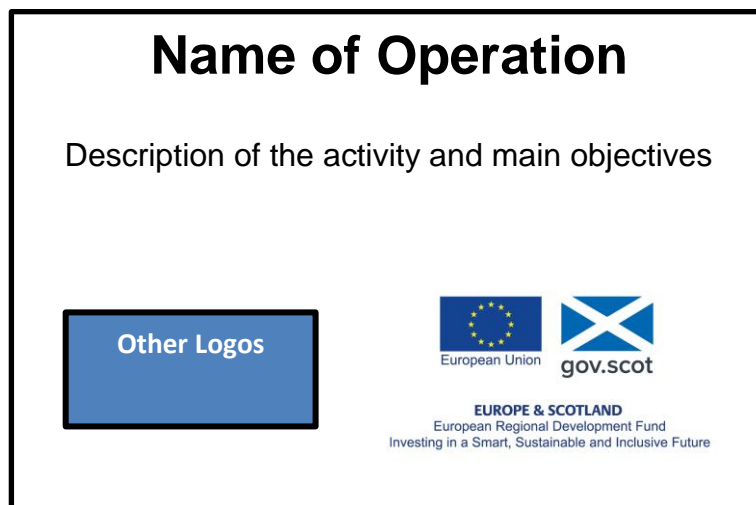 Name of Operation
Description of the activity and main objectives
Other Logos
European Union
gov.scot
EUROPE & SCOTLAND
European Regional Development Fund
Investing in a Smart, Sustainable and Inclusive Future